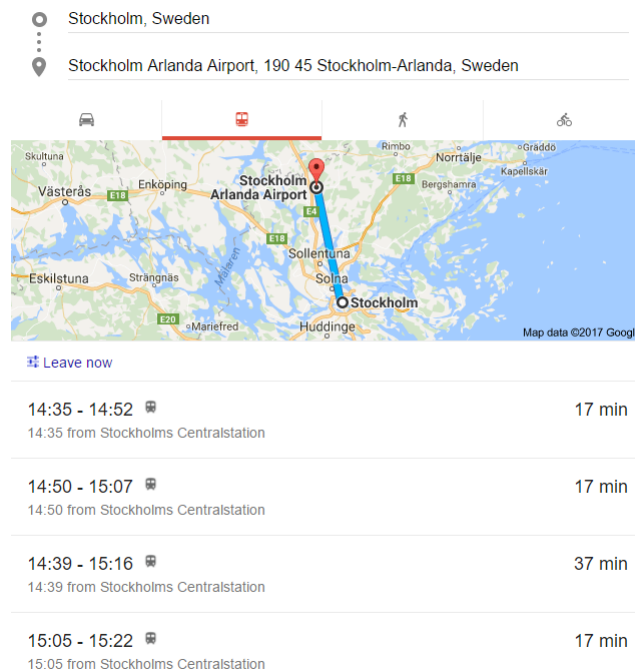 Stockholm, Sweden
Stockholm Arlanda Airport, 190 45 Stockholm-Arlanda, Sweden
Skultuna
Rimbo
Gräddö
Norrtälje
Kapellskär
Västerås
E18
Enköping
Stockholm
Arlanda Airport
E18
Bergshamra
E4
E18
Sollentuna
Mälaren
Eskilstuna
Strängnäs
Solna
Stockholm
E20
Mariefred
Huddinge
Map data ©2017 Googl
Leave now
14:35 - 14:52
17 min
14:35 from Stockholms Centralstation
14:50 - 15:07
17 min
14:50 from Stockholms Centralstation
14:39 - 15:16
37 min
14:39 from Stockholms Centralstation
15:05 - 15:22
17 min
15:05 from Stockholms Centralstation